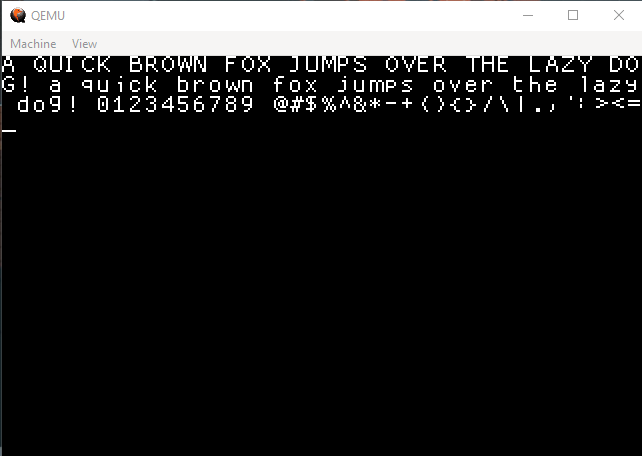 QEMU
Machine View
A QUICK BROWN FOX JUMPS OVER THE LAZY DO
G! a quick brown fox jumps over the lazy
 dog! 0123456789 @#$%^&*-+(){}/\|.,':><=
_